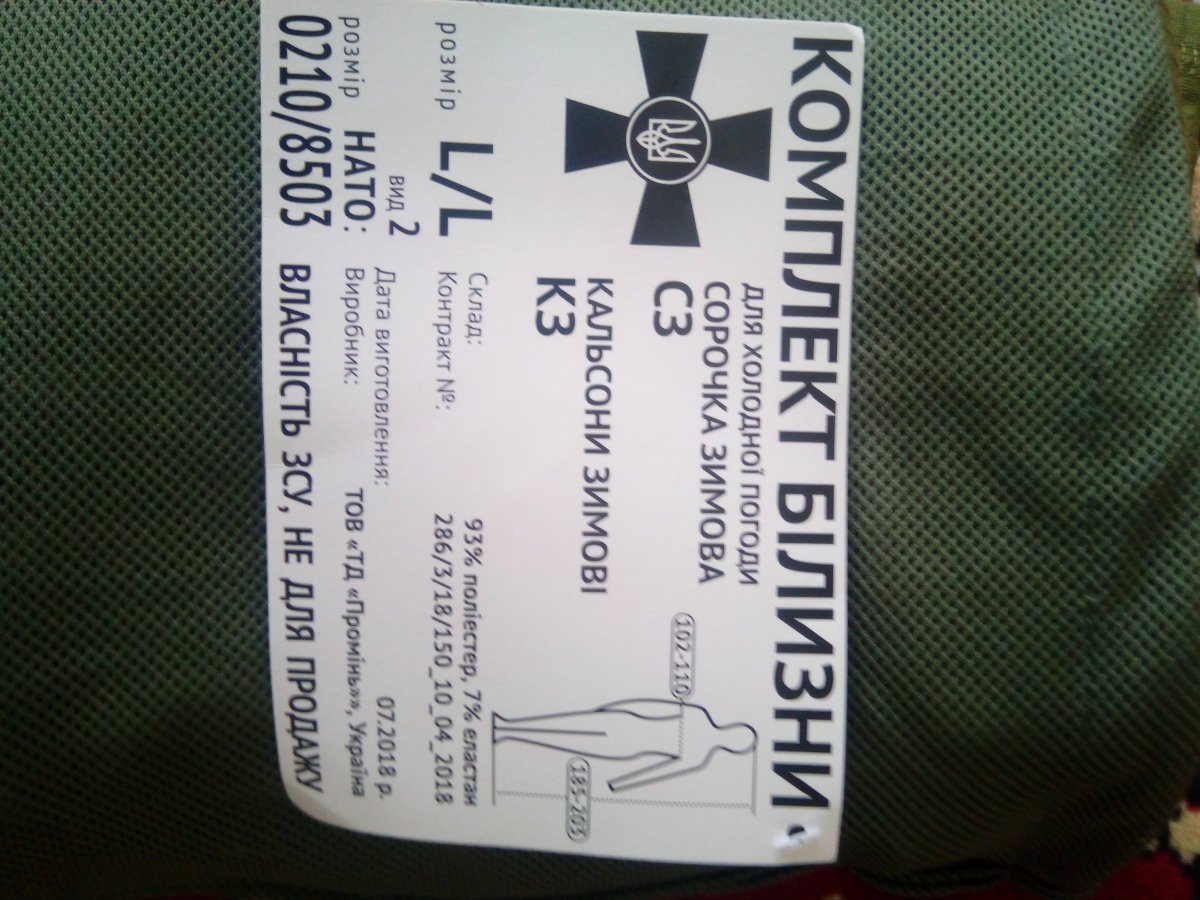 КОМПЛЕКТ БІЛИЗНИ
ДЛЯ ХОЛОДНОЇ ПОГОДИ
СОРОЧКА ЗИМОВА
СЗ
КАЛЬСОНИ ЗИМОВІ
КЗ
102-110
185-203
розмір L/L
вид 2
розмір НАТО:
0210/8503
Склад: 93% поліестер, 7% еластан
Контракт №: 286/3/18/150_10_04_2018
Дата виготовлення: 07.2018 р.
Виробник: ТОВ «ТД «Промінь»», Україна
ВЛАСНІСТЬ ЗСУ, НЕ ДЛЯ ПРОДАЖУ